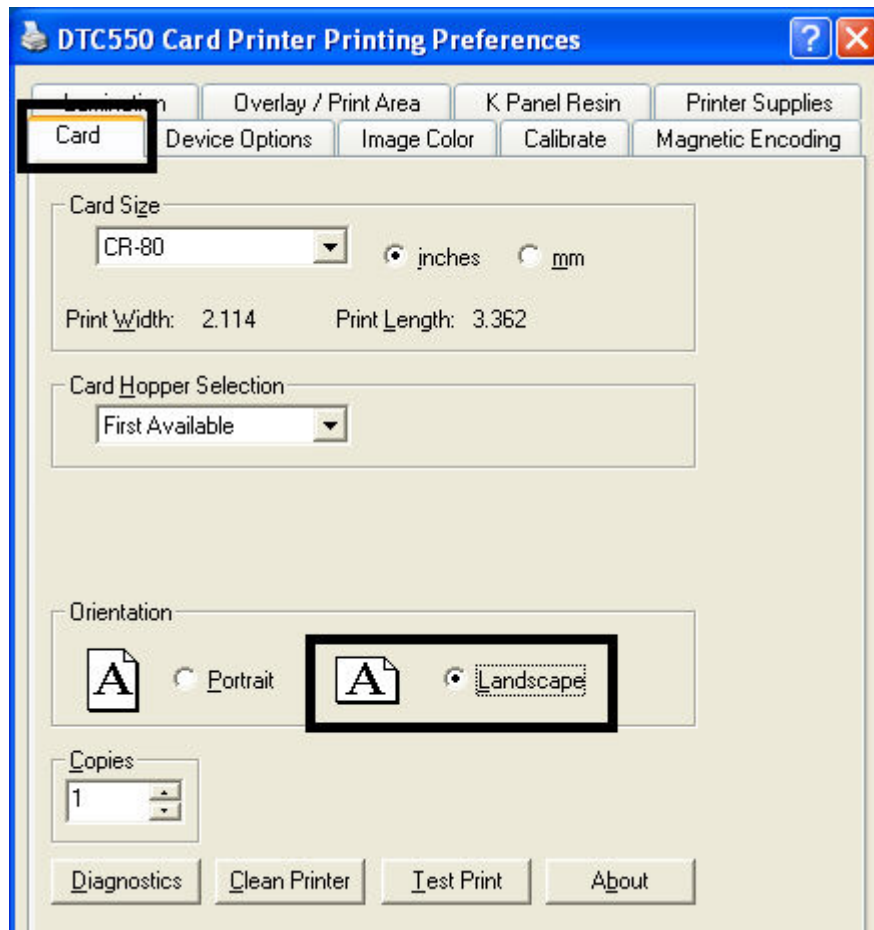 DTC550 Card Printer Printing Preferences
Lamination Overlay / Print Area K Panel Resin Printer Supplies
Card Device Options Image Color Calibrate Magnetic Encoding
Card Size
CR-80 inches mm
Print Width: 2.114 Print Length: 3.362
Card Hopper Selection
First Available
Orientation
A Portrait A Landscape
Copies
1
Diagnostics Clean Printer Test Print About